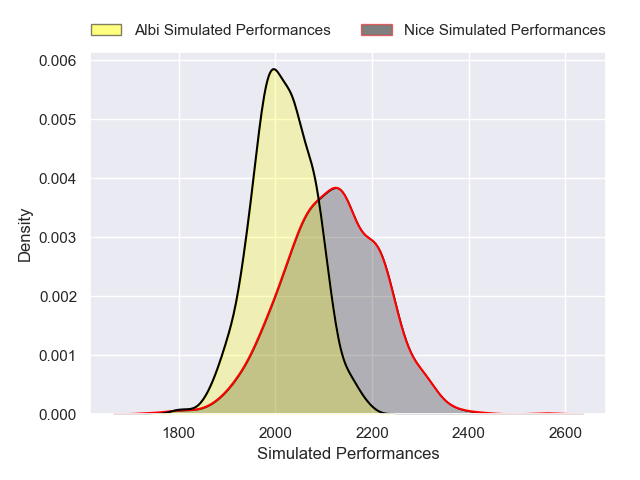 Albi Simulated Performances Nice Simulated Performances
0.006
0.005
0.004
0.003
0.002
0.001
0.000
Density
1800 2000 2200 2400 2600
Simulated Performances